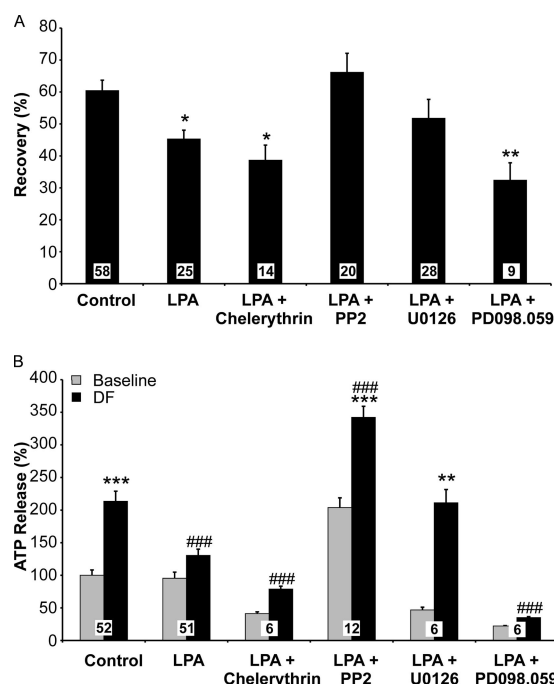 A
Recovery (%)
80
70
60
50
40
30
20
10
0
*
*
**
58
25
14
20
28
9
Control
LPA
LPA +
Chelerythrin
LPA +
PP2
LPA +
U0126
LPA +
PD098.059
B
ATP Release (%)
400
350
300
250
200
150
100
50
0
Baseline
DF
***
###
###
###
***
**
###
52
51
6
12
6
6
Control
LPA
LPA +
Chelerythrin
LPA +
PP2
LPA +
U0126
LPA +
PD098.059